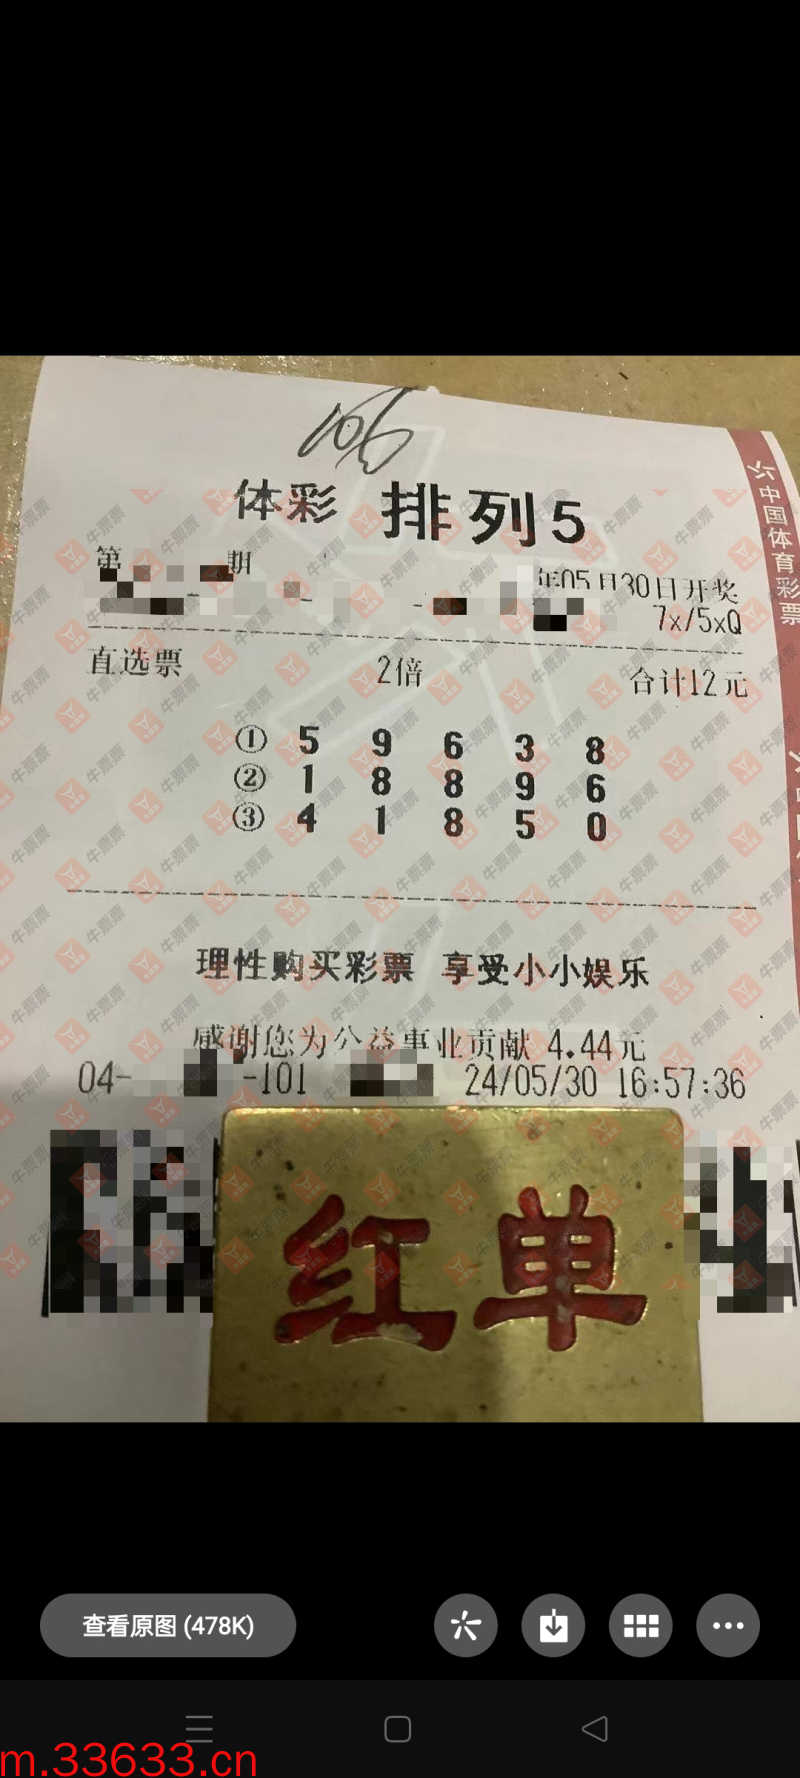 106
体彩 排列5
第 期 年05月30日开奖
7x/5xQ
直选票 2倍 合计12元
① 5 9 6 3 8
② 1 8 8 9 6
③ 4 1 8 5 0
理性购买彩票 享受小小娱乐
感谢您为公益事业贡献 4.44元
04- -101 24/05/30 16:57:36
红单
中国体育彩票
牛票票
查看原图 (478K)
m.33633.cn